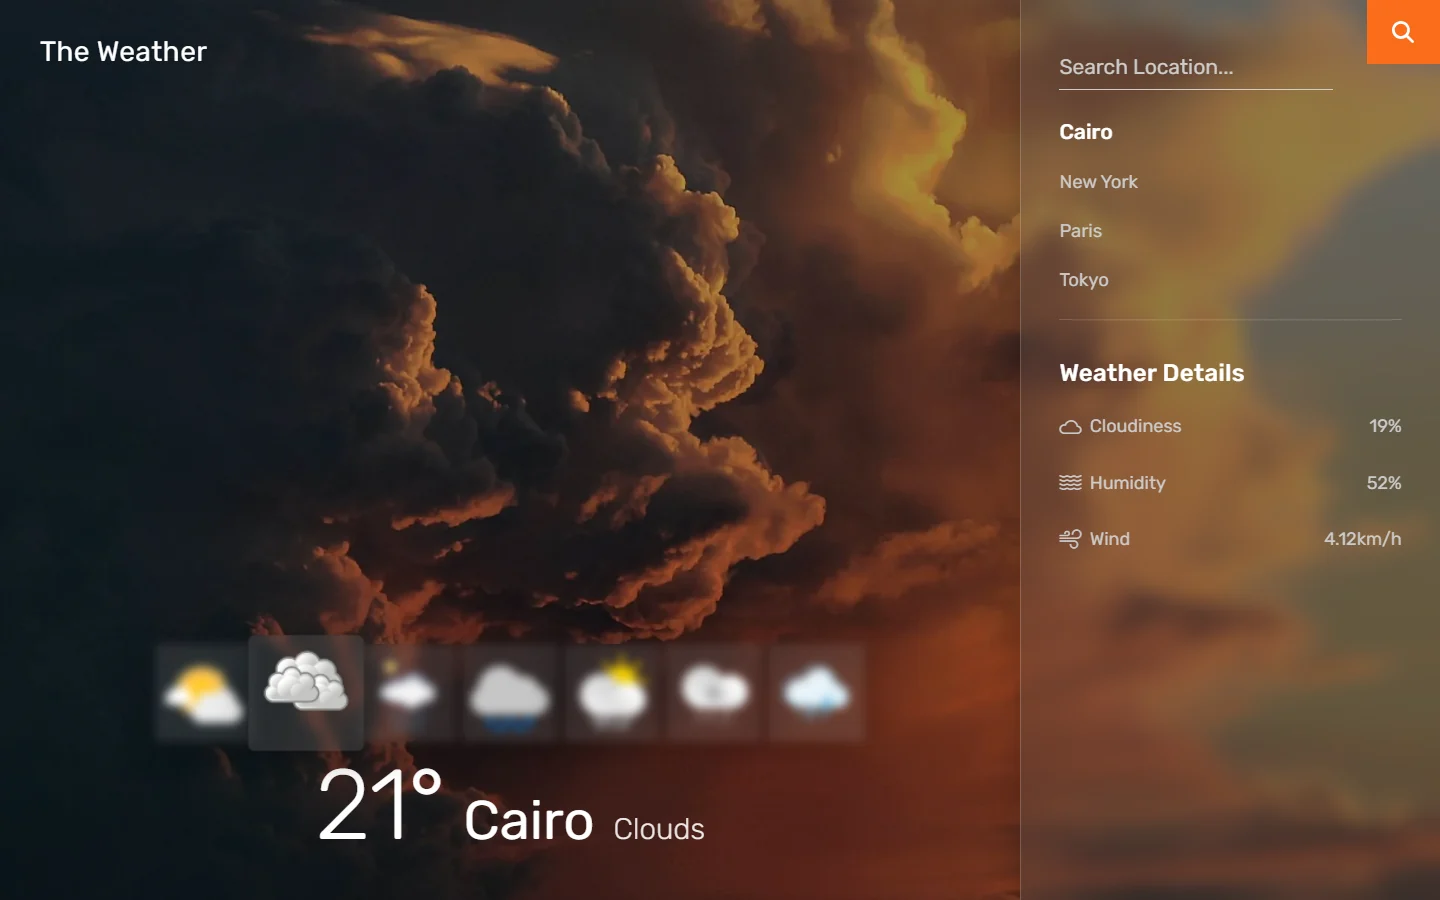 The Weather
Search Location...
Cairo
New York
Paris
Tokyo
Weather Details
Cloudiness 19%
Humidity 52%
Wind 4.12km/h
21° Cairo Clouds